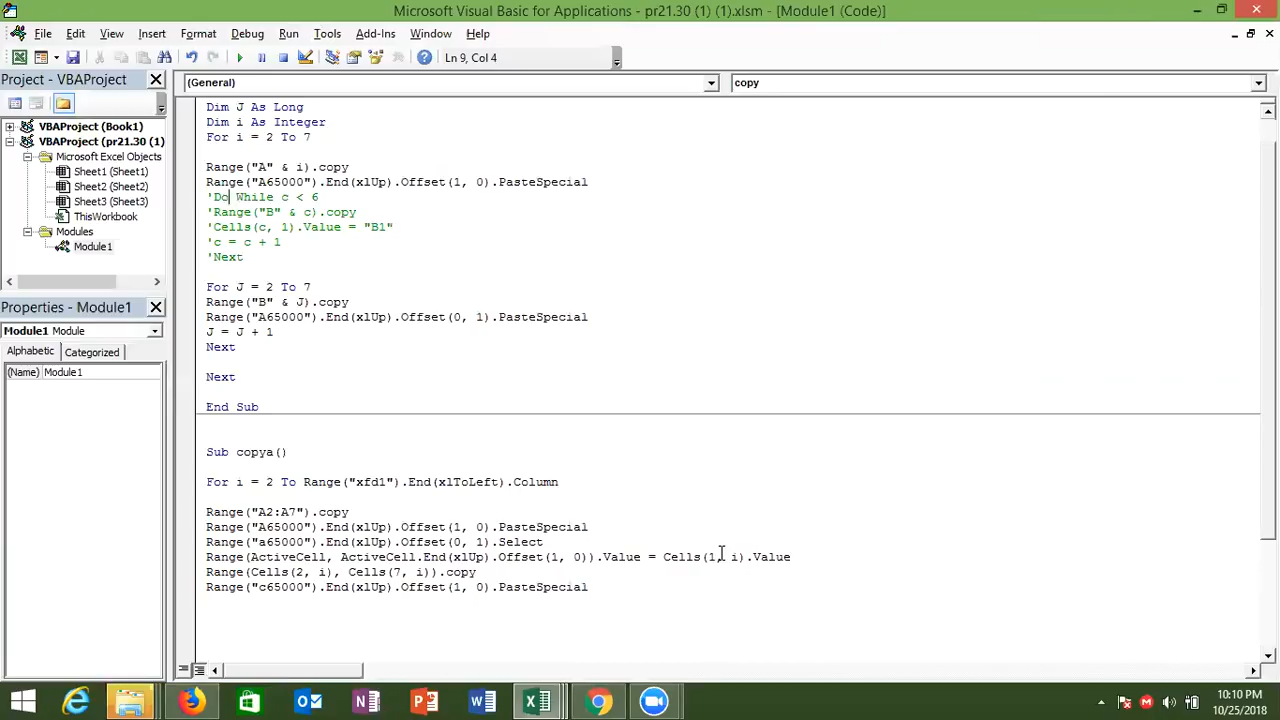 Microsoft Visual Basic for Applications - pr21.30 (1) (1).xlsm - [Module1 (Code)]
File Edit View Insert Format Debug Run Tools Add-Ins Window Help
Ln 9, Col 4
Project - VBAProject
(General)
copy
VBAProject (Book1)
VBAProject (pr21.30 (1)
Microsoft Excel Objects
Sheet1 (Sheet1)
Sheet2 (Sheet2)
Sheet3 (Sheet3)
ThisWorkbook
Modules
Module1
Properties - Module1
Module1 Module
Alphabetic Categorized
(Name) Module1
Dim J As Long
Dim i As Integer
For i = 2 To 7
Range("A" & i).copy
Range("A65000").End(xlUp).Offset(1, 0).PasteSpecial
'Do While c < 6
'Range("B" & c).copy
'Cells(c, 1).Value = "B1"
'c = c + 1
'Next
For J = 2 To 7
Range("B" & J).copy
Range("A65000").End(xlUp).Offset(0, 1).PasteSpecial
J = J + 1
Next
Next
End Sub
Sub copya()
For i = 2 To Range("xfd1").End(xlToLeft).Column
Range("A2:A7").copy
Range("A65000").End(xlUp).Offset(1, 0).PasteSpecial
Range("a65000").End(xlUp).Offset(0, 1).Select
Range(ActiveCell, ActiveCell.End(xlUp).Offset(1, 0)).Value = Cells(1, i).Value
Range(Cells(2, i), Cells(7, i)).copy
Range("c65000").End(xlUp).Offset(1, 0).PasteSpecial
10:10 PM
10/25/2018